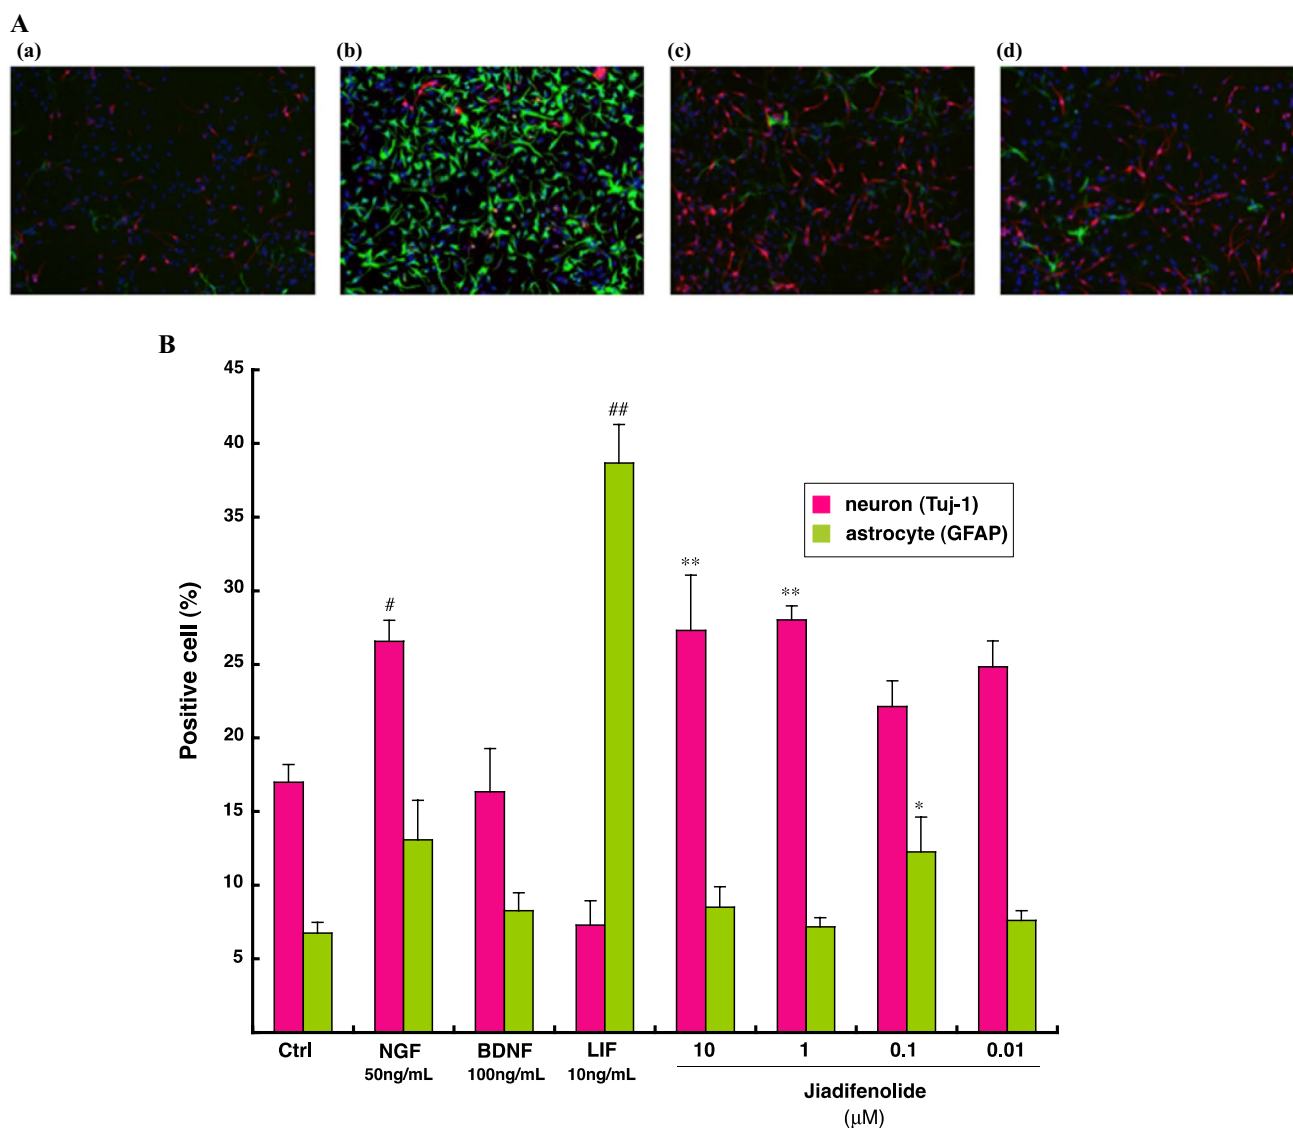 A
(a) (b) (c) (d)
B
45
40
35
30
25
20
15
10
5
Positive cell (%)
#
##
**
**
*
neuron (Tuj-1)
astrocyte (GFAP)
Ctrl NGF BDNF LIF 10 1 0.1 0.01
50ng/mL 100ng/mL 10ng/mL
Jiadifenolide
(μM)